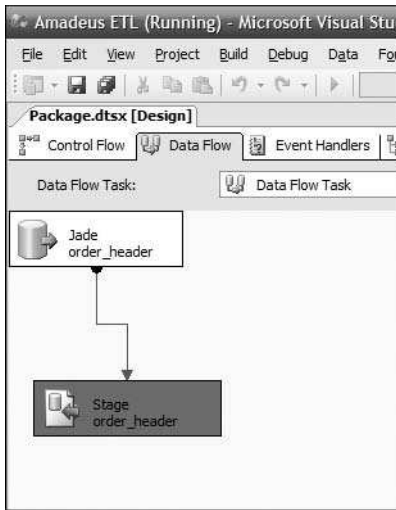 Amadeus ETL (Running) - Microsoft Visual Stu
File Edit View Project Build Debug Data Fo
Package.dtsx [Design]
Control Flow Data Flow Event Handlers
Data Flow Task: Data Flow Task
Jade
order_header
Stage
order_header